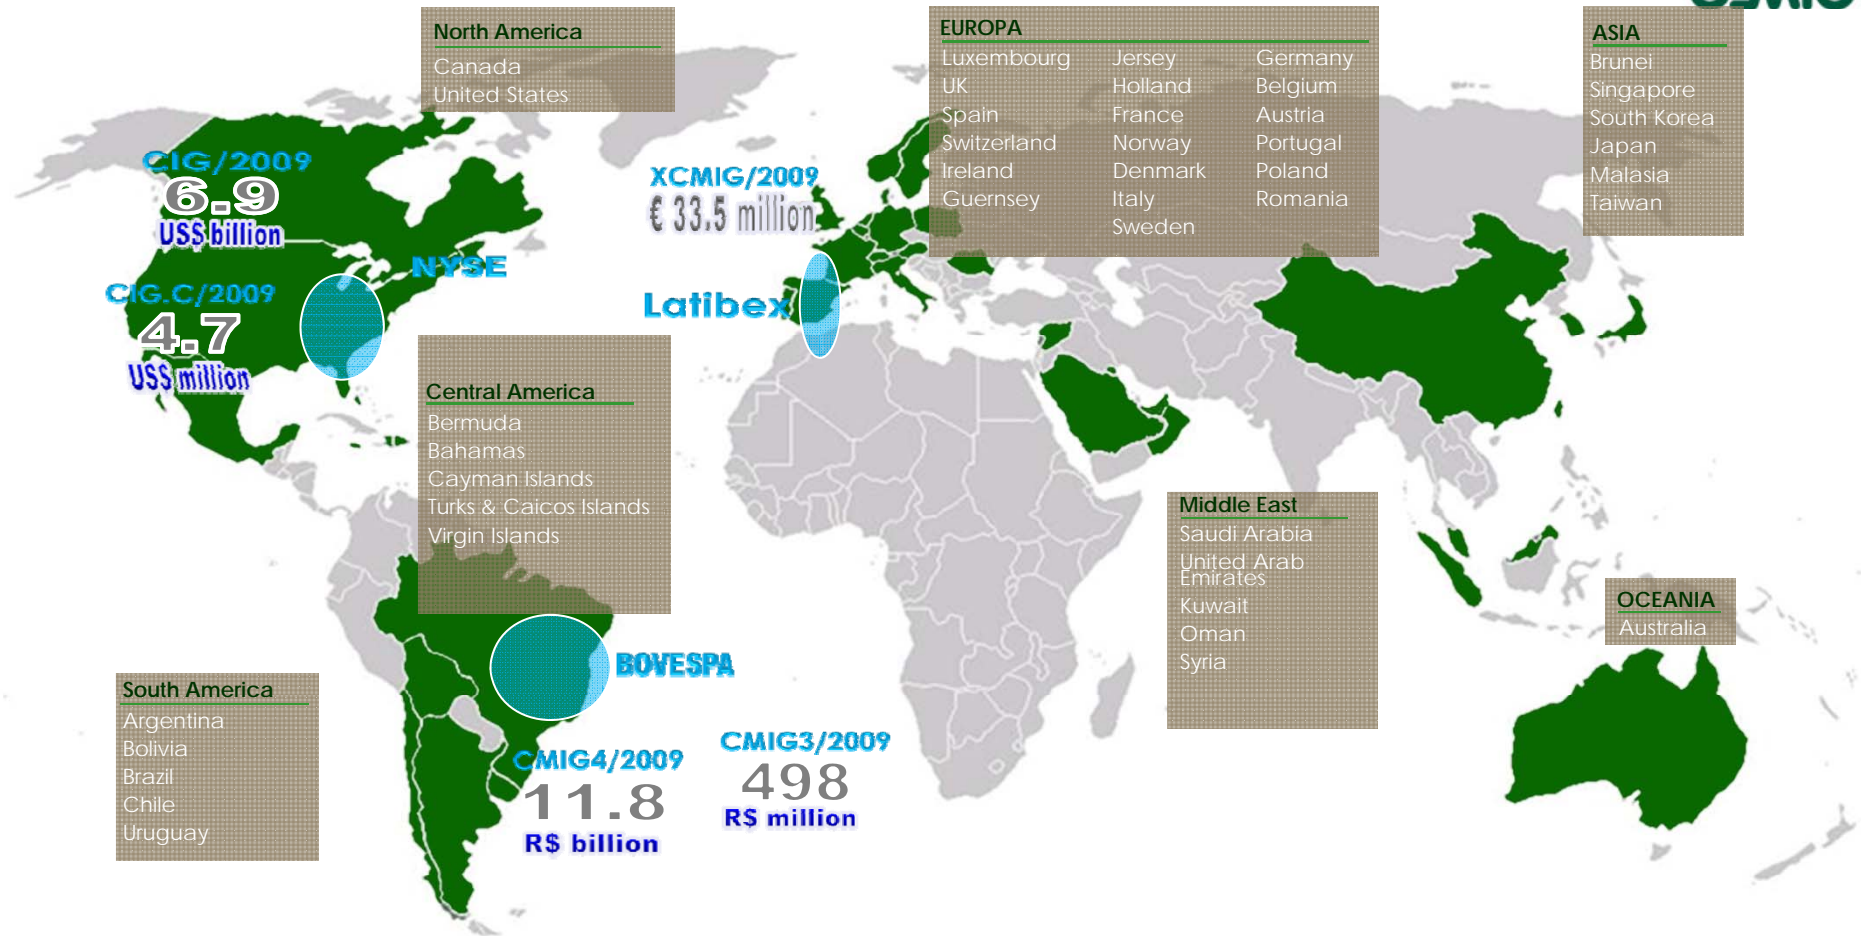 North America
Canada
United States
EUROPA
Luxembourg
UK
Spain
Switzerland
Ireland
Guernsey
Jersey
Holland
France
Norway
Denmark
Italy
Sweden
Germany
Belgium
Austria
Portugal
Poland
Romania
ASIA
Brunei
Singapore
South Korea
Japan
Malasia
Taiwan
CIG/2009
6.9
US$ billion
NYSE
CIG.C/2009
4.7
US$ million
XCMIG/2009
€ 33.5 million
Latibex
Central America
Bermuda
Bahamas
Cayman Islands
Turks & Caicos Islands
Virgin Islands
Middle East
Saudi Arabia
United Arab
Emirates
Kuwait
Oman
Syria
OCEANIA
Australia
BOVESPA
South America
Argentina
Bolivia
Brazil
Chile
Uruguay
CMIG4/2009
11.8
R$ billion
CMIG3/2009
498
R$ million